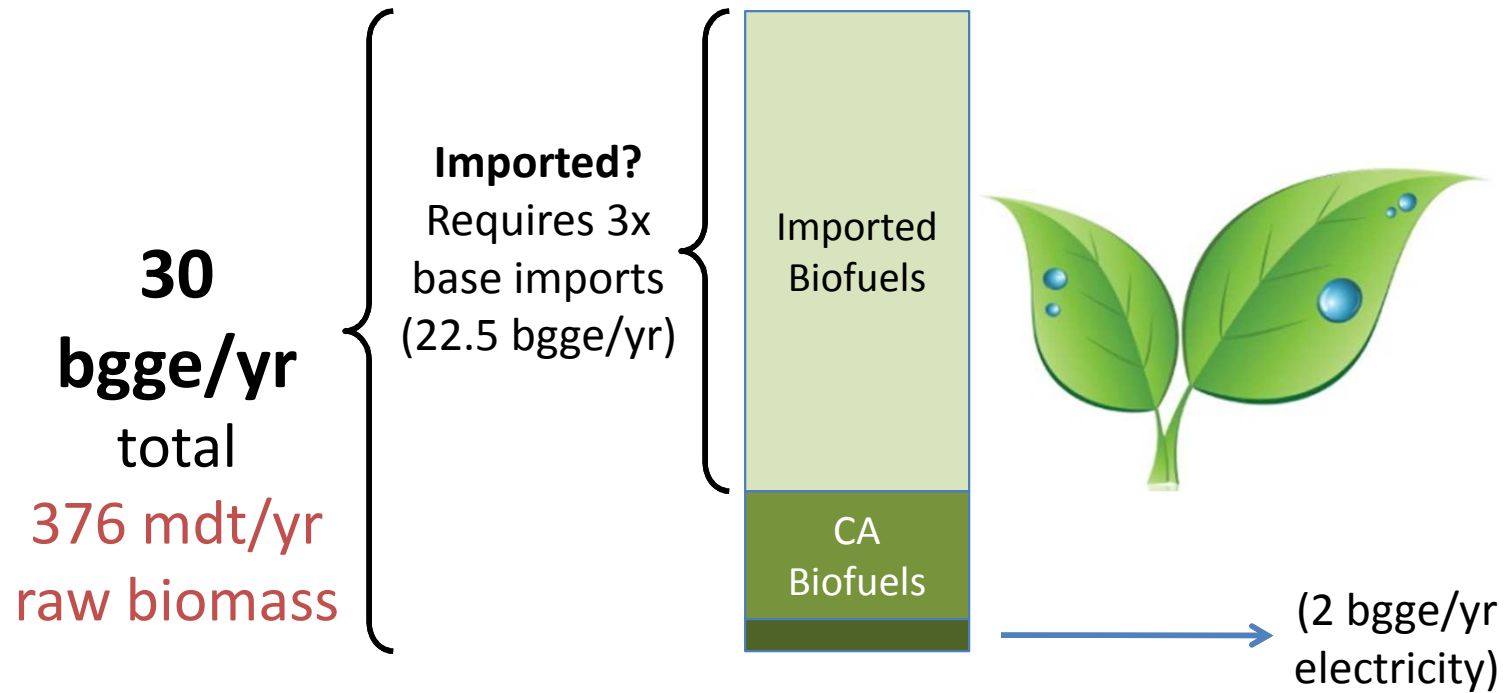 30
bgge/yr
total
376 mdt/yr
raw biomass
Imported?
Requires 3x
base imports
(22.5 bgge/yr)
Imported
Biofuels
CA
Biofuels
(2 bgge/yr
electricity)